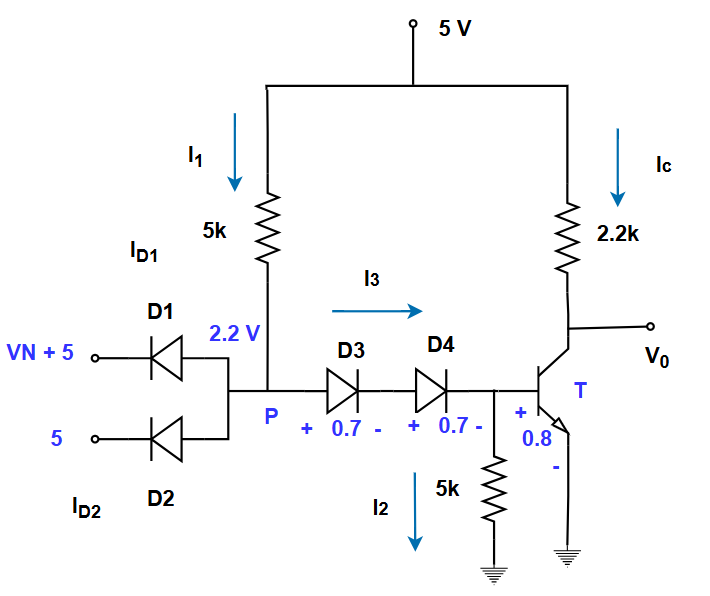 5 V
I1
Ic
5k
2.2k
ID1
I3
D1
2.2 V
D3
D4
VN + 5
V0
T
P
+ 0.7 -
+ 0.7 -
+
0.8
-
5
D2
5k
ID2
I2